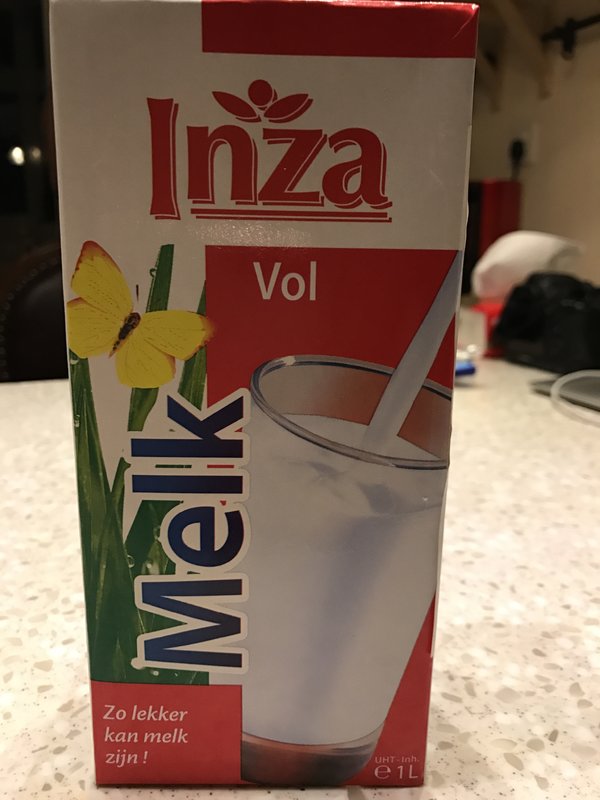 Inza
Vol
Melk
Zo lekker
kan melk
zijn !
UHT-Inh.
℮ 1L